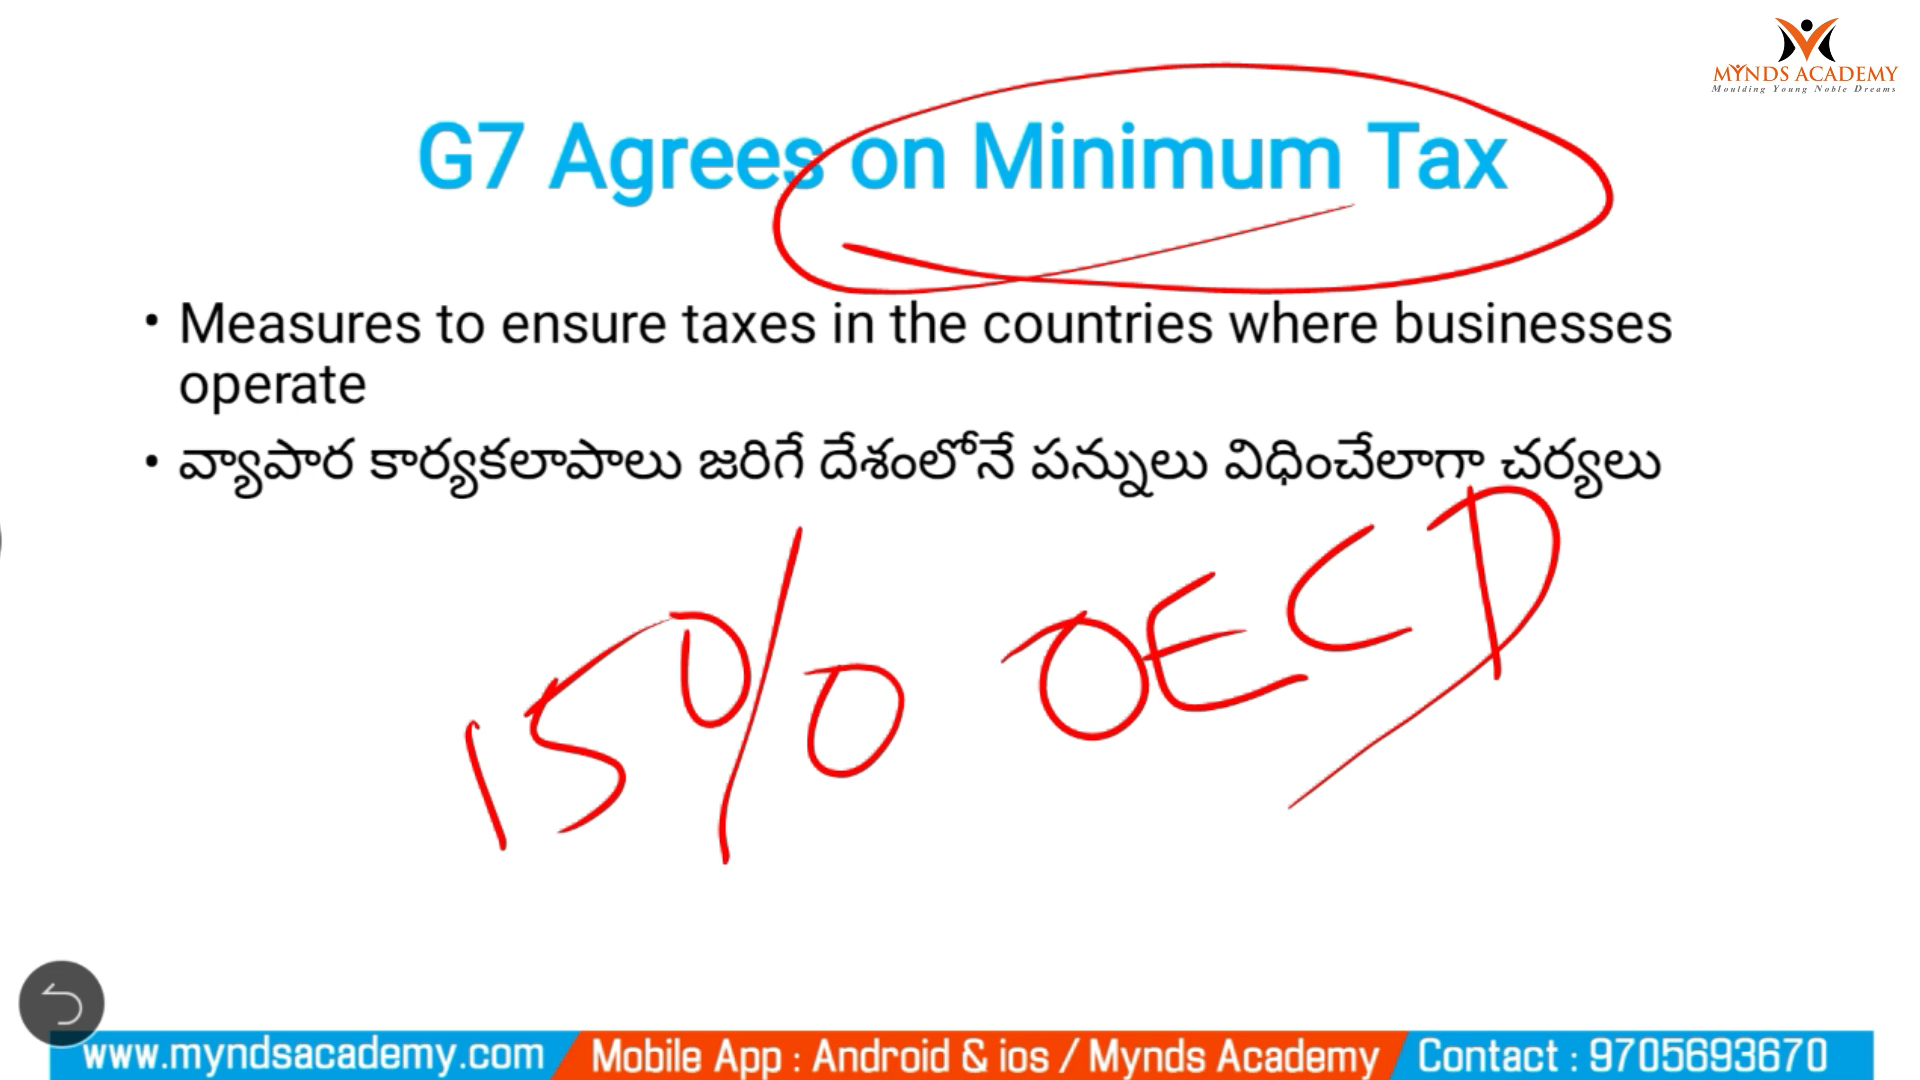 MYNDS ACADEMY
Moulding Young Noble Dreams
G7 Agrees on Minimum Tax
• Measures to ensure taxes in the countries where businesses
operate
• వ్యాపార కార్యకలాపాలు జరిగే దేశంలోనే పన్నులు విధించేలాగా చర్యలు
15% OECD
www.myndsacademy.com Mobile App : Android & ios / Mynds Academy Contact : 9705693670